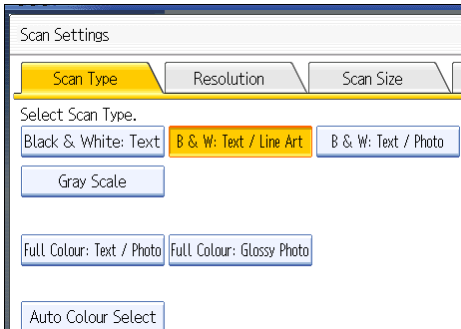 Scan Settings
Scan Type Resolution Scan Size
Select Scan Type.
Black & White: Text B & W: Text / Line Art B & W: Text / Photo
Gray Scale
Full Colour: Text / Photo Full Colour: Glossy Photo
Auto Colour Select